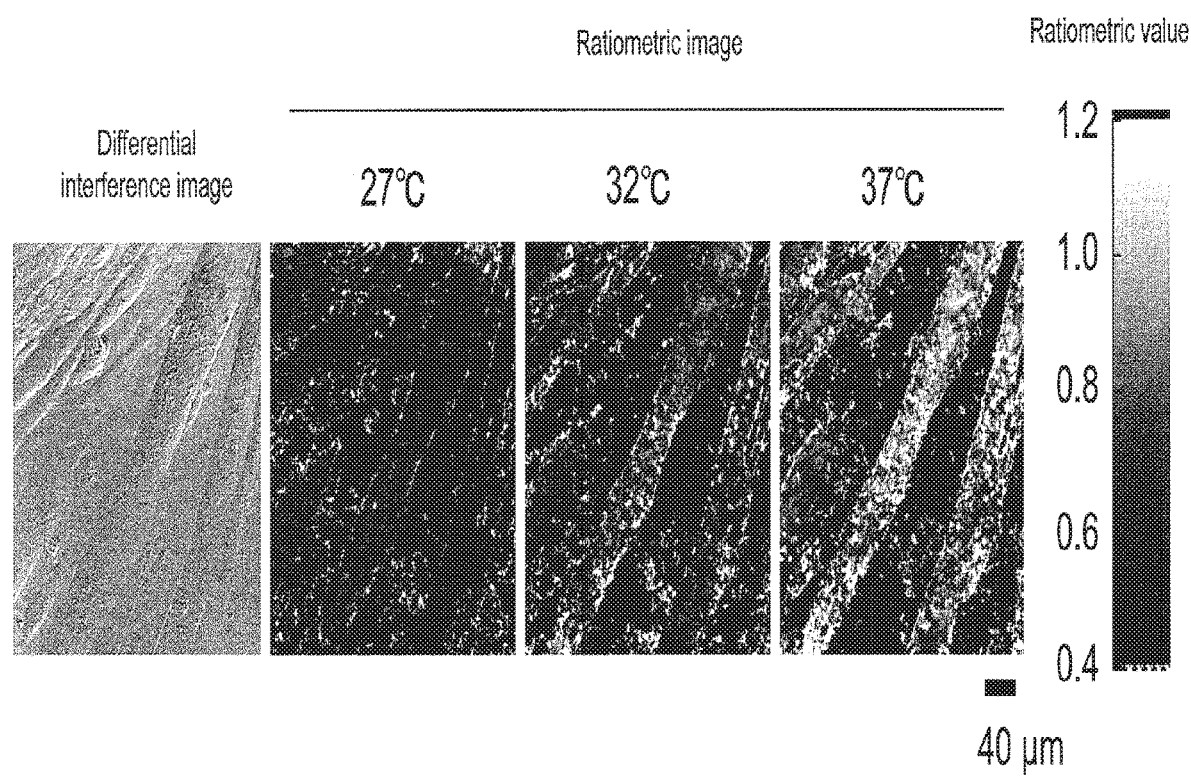 Ratiometric value
Ratiometric image
Differential
interference image
27℃
32℃
37℃
1.2
1.0
0.8
0.6
0.4
40 µm